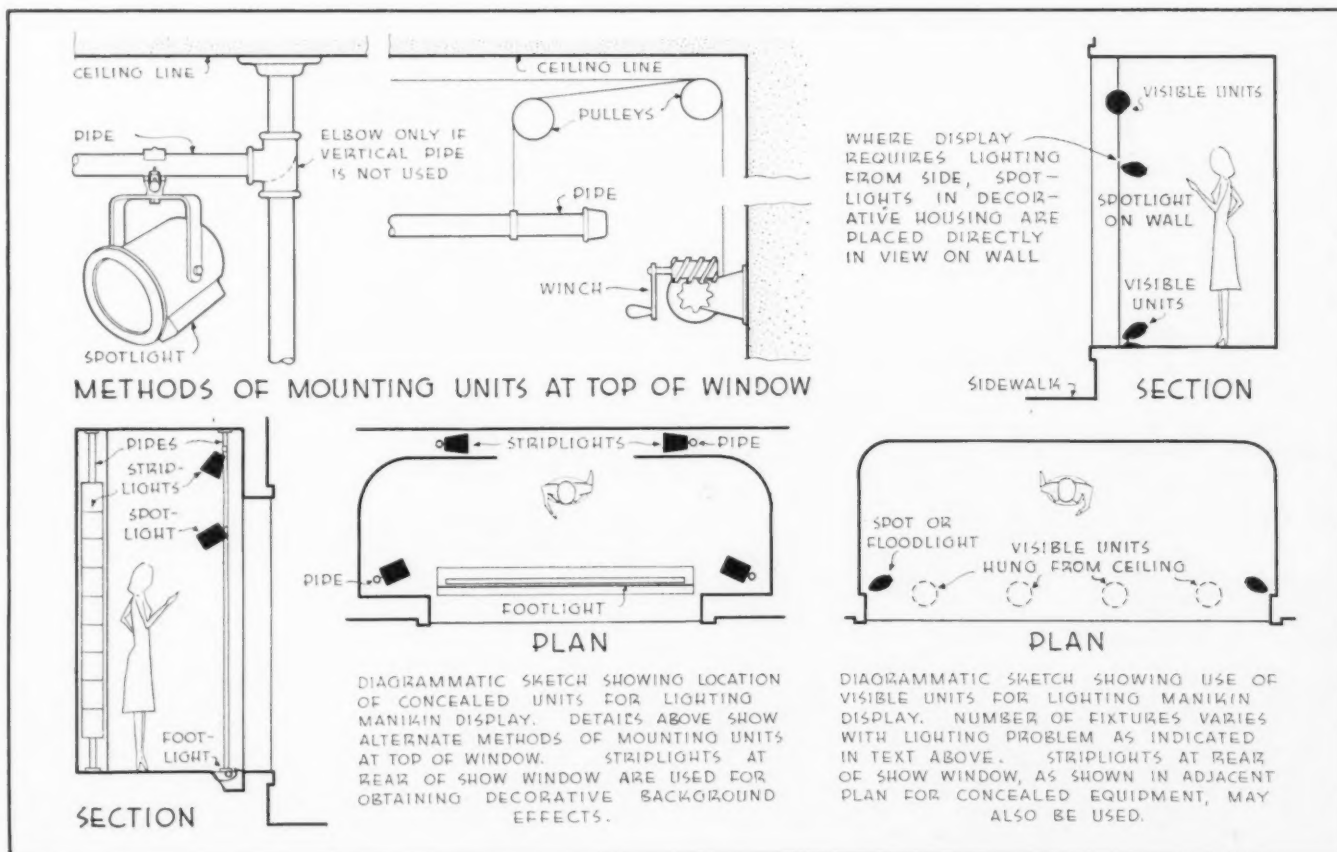 CEILING LINE
PIPE
ELBOW ONLY IF
VERTICAL PIPE
IS NOT USED
SPOTLIGHT
CEILING LINE
PULLEYS
PIPE
WINCH
METHODS OF MOUNTING UNITS AT TOP OF WINDOW
VISIBLE UNITS
WHERE DISPLAY
REQUIRES LIGHTING
FROM SIDE, SPOT-
LIGHTS IN DECOR-
ATIVE HOUSING ARE
PLACED DIRECTLY
IN VIEW ON WALL
SPOTLIGHT
ON WALL
VISIBLE
UNITS
SIDEWALK
SECTION
PIPES
STRIP-
LIGHTS
SPOT-
LIGHT
FOOT-
LIGHT
SECTION
STRIPLIGHTS
PIPE
PIPE
FOOTLIGHT
PLAN
DIAGRAMMATIC SKETCH SHOWING LOCATION
OF CONCEALED UNITS FOR LIGHTING
MANIKIN DISPLAY. DETAILS ABOVE SHOW
ALTERNATE METHODS OF MOUNTING UNITS
AT TOP OF WINDOW. STRIPLIGHTS AT
REAR OF SHOW WINDOW ARE USED FOR
OBTAINING DECORATIVE BACKGROUND
EFFECTS.
SPOT OR
FLOODLIGHT
VISIBLE UNITS
HUNG FROM CEILING
PLAN
DIAGRAMMATIC SKETCH SHOWING USE OF
VISIBLE UNITS FOR LIGHTING MANIKIN
DISPLAY. NUMBER OF FIXTURES VARIES
WITH LIGHTING PROBLEM AS INDICATED
IN TEXT ABOVE. STRIPLIGHTS AT REAR
OF SHOW WINDOW, AS SHOWN IN ADJACENT
PLAN FOR CONCEALED EQUIPMENT, MAY
ALSO BE USED.